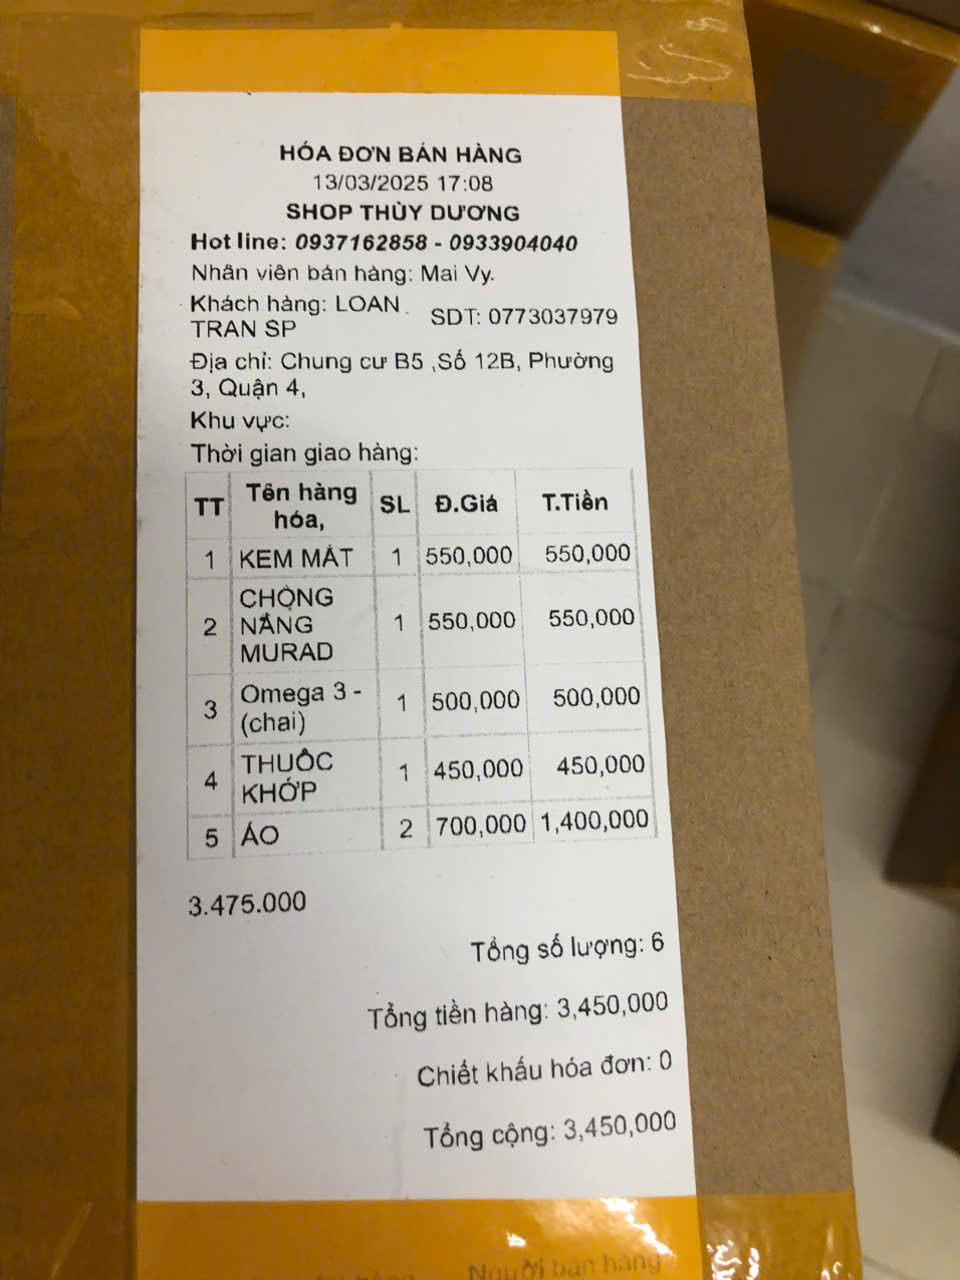 HÓA ĐƠN BÁN HÀNG
13/03/2025 17:08
SHOP THÙY DƯƠNG
Hot line: 0937162858 - 0933904040
Nhân viên bán hàng: Mai Vy.
Khách hàng: LOAN TRAN SP SDT: 0773037979
Địa chỉ: Chung cư B5 ,Số 12B, Phường
3, Quận 4,
Khu vực:
Thời gian giao hàng:
TT Tên hàng hóa, SL Đ.Giá T.Tiền
1 KEM MẮT 1 550,000 550,000
2 CHỐNG NẮNG MURAD 1 550,000 550,000
3 Omega 3 - (chai) 1 500,000 500,000
4 THUỐC KHỚP 1 450,000 450,000
5 ÁO 2 700,000 1,400,000
3.475.000
Tổng số lượng: 6
Tổng tiền hàng: 3,450,000
Chiết khấu hóa đơn: 0
Tổng cộng: 3,450,000
Người bán hàng